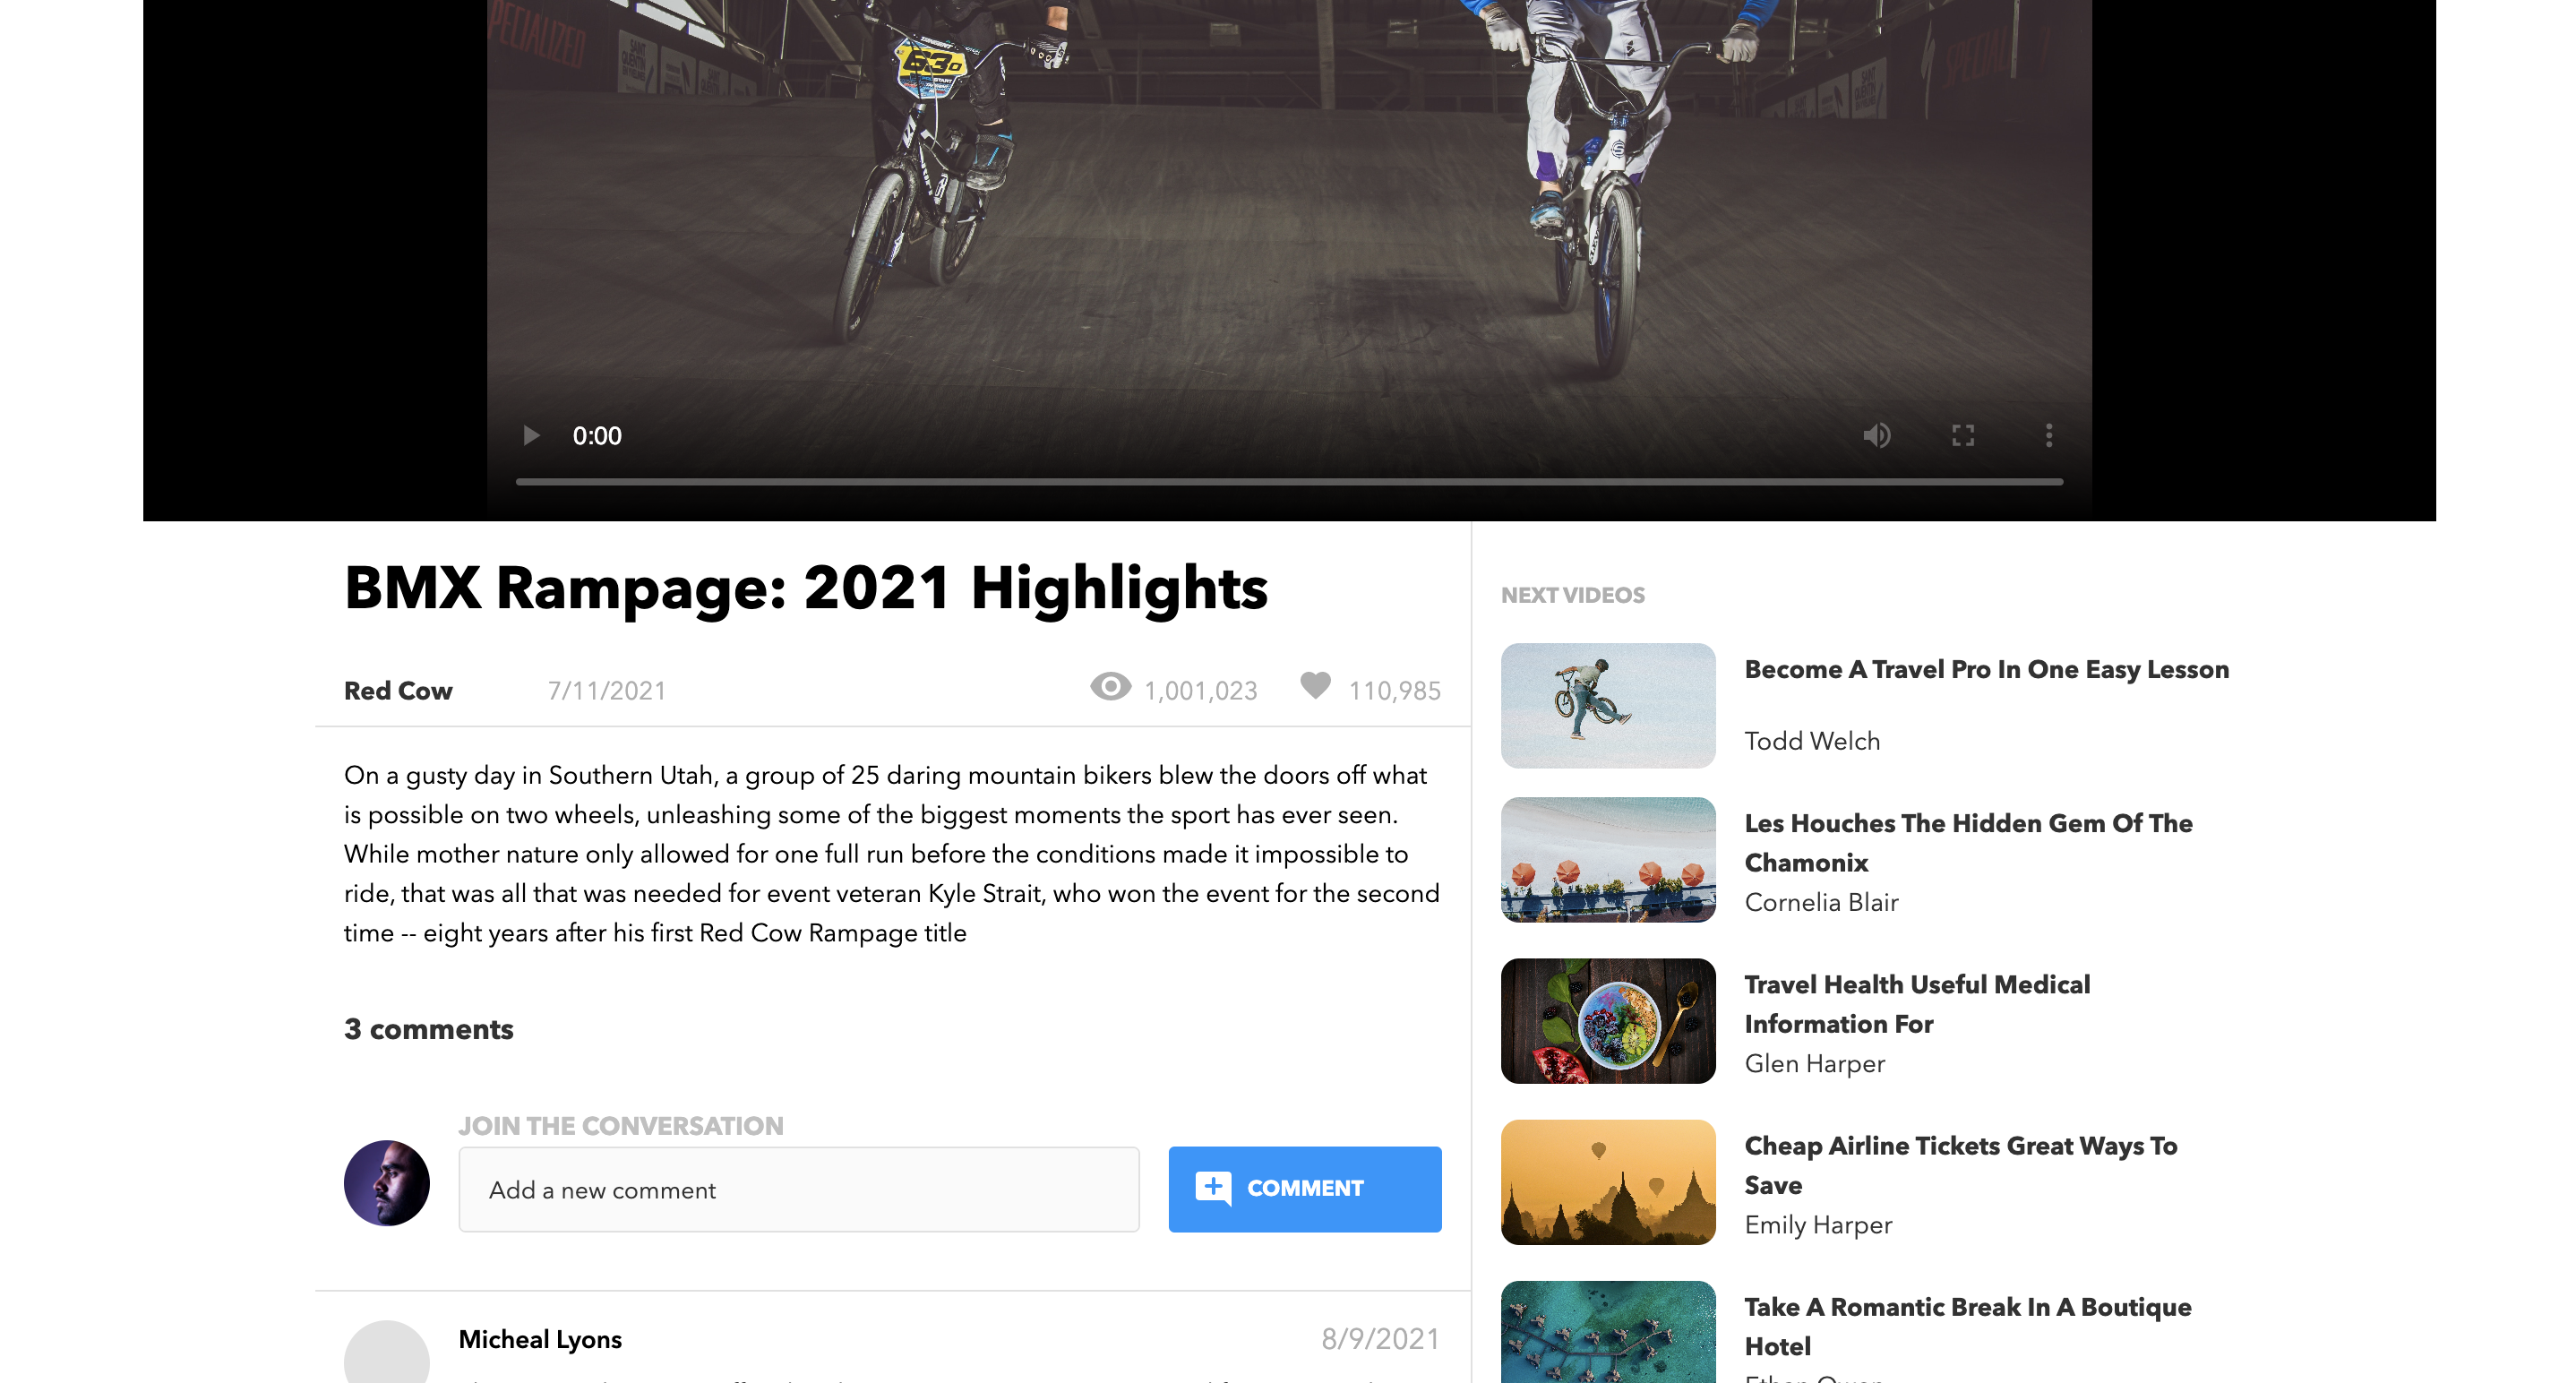 SPECIALIZED
SAINT
QUENTIN
EN YVELINES
SAINT
QUENTIN
630
0:00
BMX Rampage: 2021 Highlights
Red Cow 7/11/2021 1,001,023 110,985
On a gusty day in Southern Utah, a group of 25 daring mountain bikers blew the doors off what
is possible on two wheels, unleashing some of the biggest moments the sport has ever seen.
While mother nature only allowed for one full run before the conditions made it impossible to
ride, that was all that was needed for event veteran Kyle Strait, who won the event for the second
time -- eight years after his first Red Cow Rampage title
3 comments
JOIN THE CONVERSATION
Add a new comment
COMMENT
Micheal Lyons 8/9/2021
NEXT VIDEOS
Become A Travel Pro In One Easy Lesson
Todd Welch
Les Houches The Hidden Gem Of The
Chamonix
Cornelia Blair
Travel Health Useful Medical
Information For
Glen Harper
Cheap Airline Tickets Great Ways To
Save
Emily Harper
Take A Romantic Break In A Boutique
Hotel